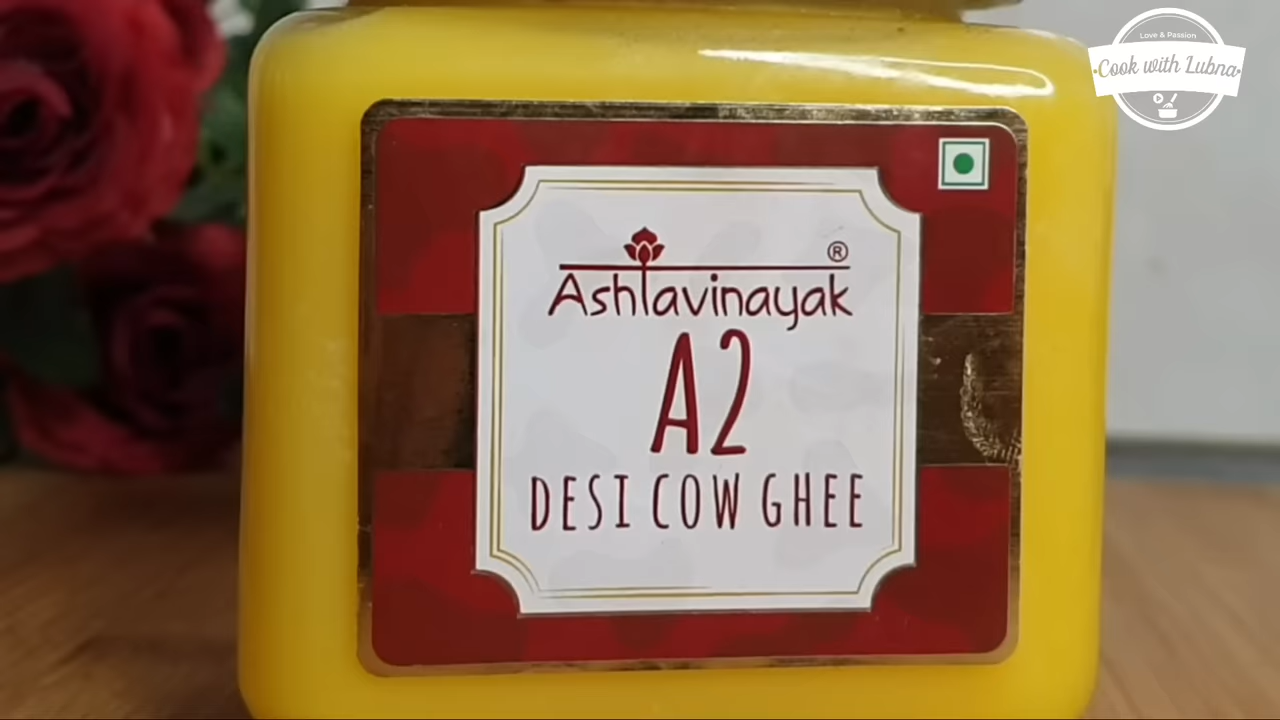 Love & Passion
Cook with Lubna
Ashtavinayak ®
A2
DESI COW GHEE